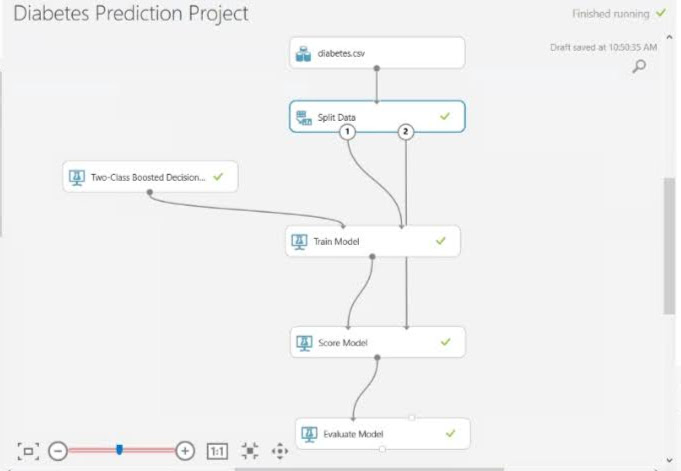 Diabetes Prediction Project
Finished running
Draft saved at 10:50:35 AM
diabetes.csv
Split Data
1
2
Two-Class Boosted Decision...
Train Model
Score Model
Evaluate Model
1:1